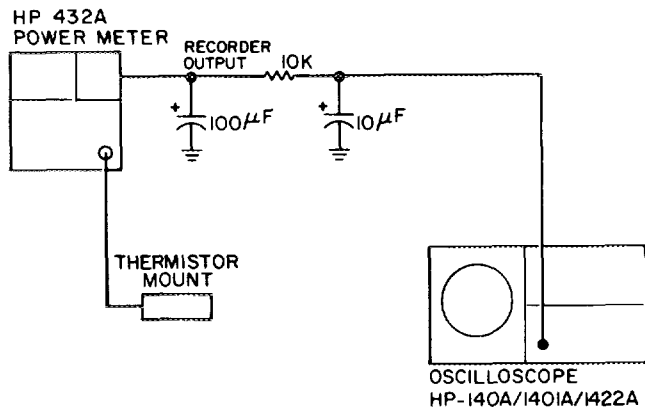 HP 432A
POWER METER
RECORDER
OUTPUT
10K
+
100μF
+
10μF
THERMISTOR
MOUNT
OSCILLOSCOPE
HP-140A/1401A/1422A